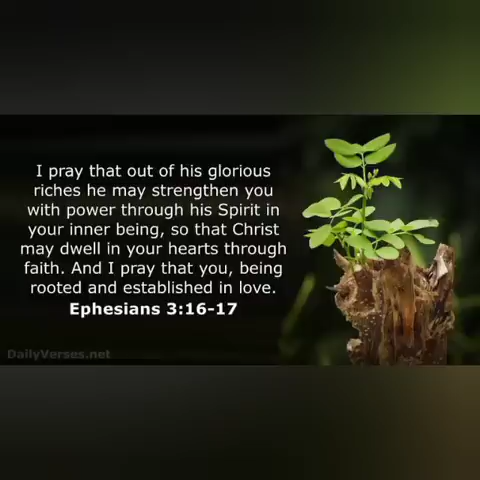 I pray that out of his glorious
riches he may strengthen you
with power through his Spirit in
your inner being, so that Christ
may dwell in your hearts through
faith. And I pray that you, being
rooted and established in love.
Ephesians 3:16-17
DailyVerses.net